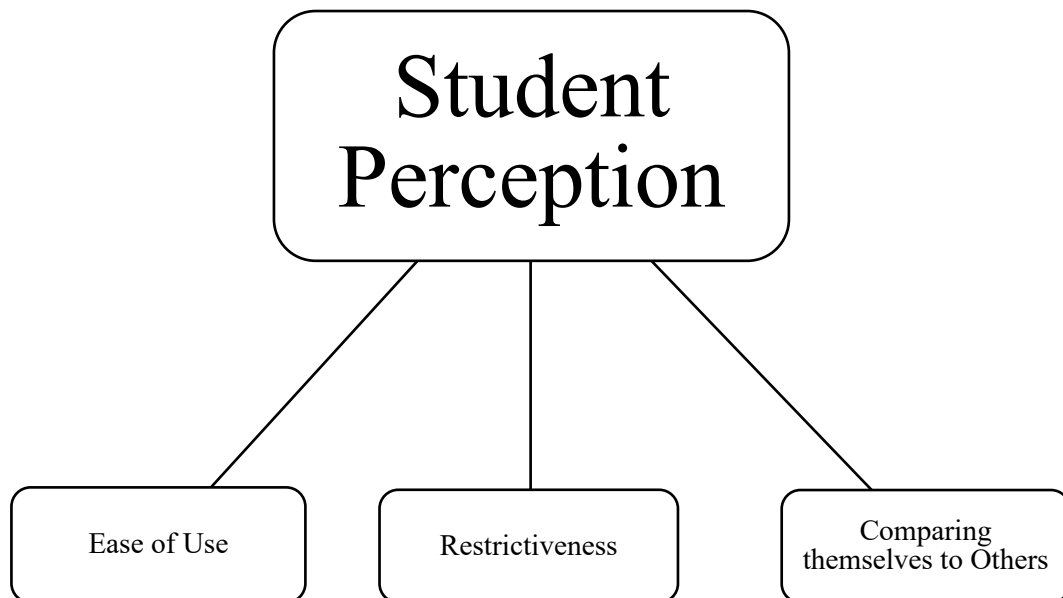 Student
Perception
Ease of Use
Restrictiveness
Comparing
themselves to Others